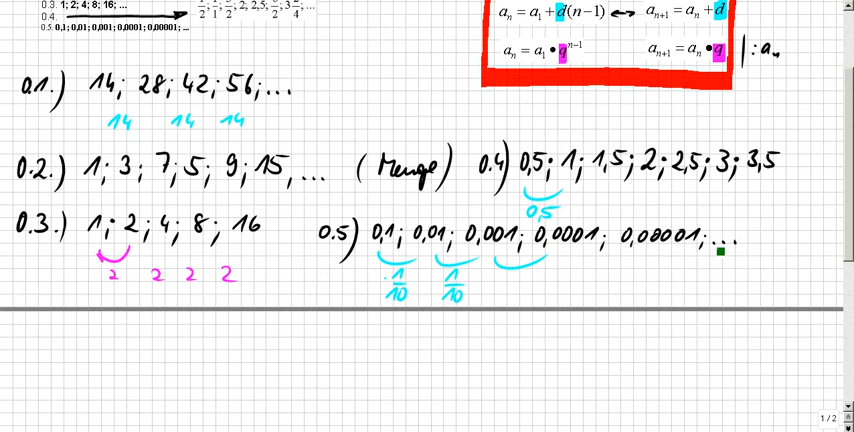 0.3. 1; 2; 4; 8; 16; ...
0.4.
0.5. 0,1; 0,01; 0,001; 0,0001; 0,00001; ...
aₙ = a₁ + d(n−1) ↔ aₙ₊₁ = aₙ + d
aₙ = a₁ • qⁿ⁻¹ aₙ₊₁ = aₙ • q | : aₙ
0.1.) 14; 28; 42; 56; ...
14 14 14
0.2.) 1; 3; 7; 5; 9; 15, ... (Menge) 0.4) 0,5; 1; 1,5; 2; 2,5; 3; 3,5
0,5
0.3.) 1; 2; 4; 8; 16 0.5) 0,1; 0,01; 0,001; 0,0001; 0,00001; ...
2 2 2 2 · 1/10 1/10
1 / 2